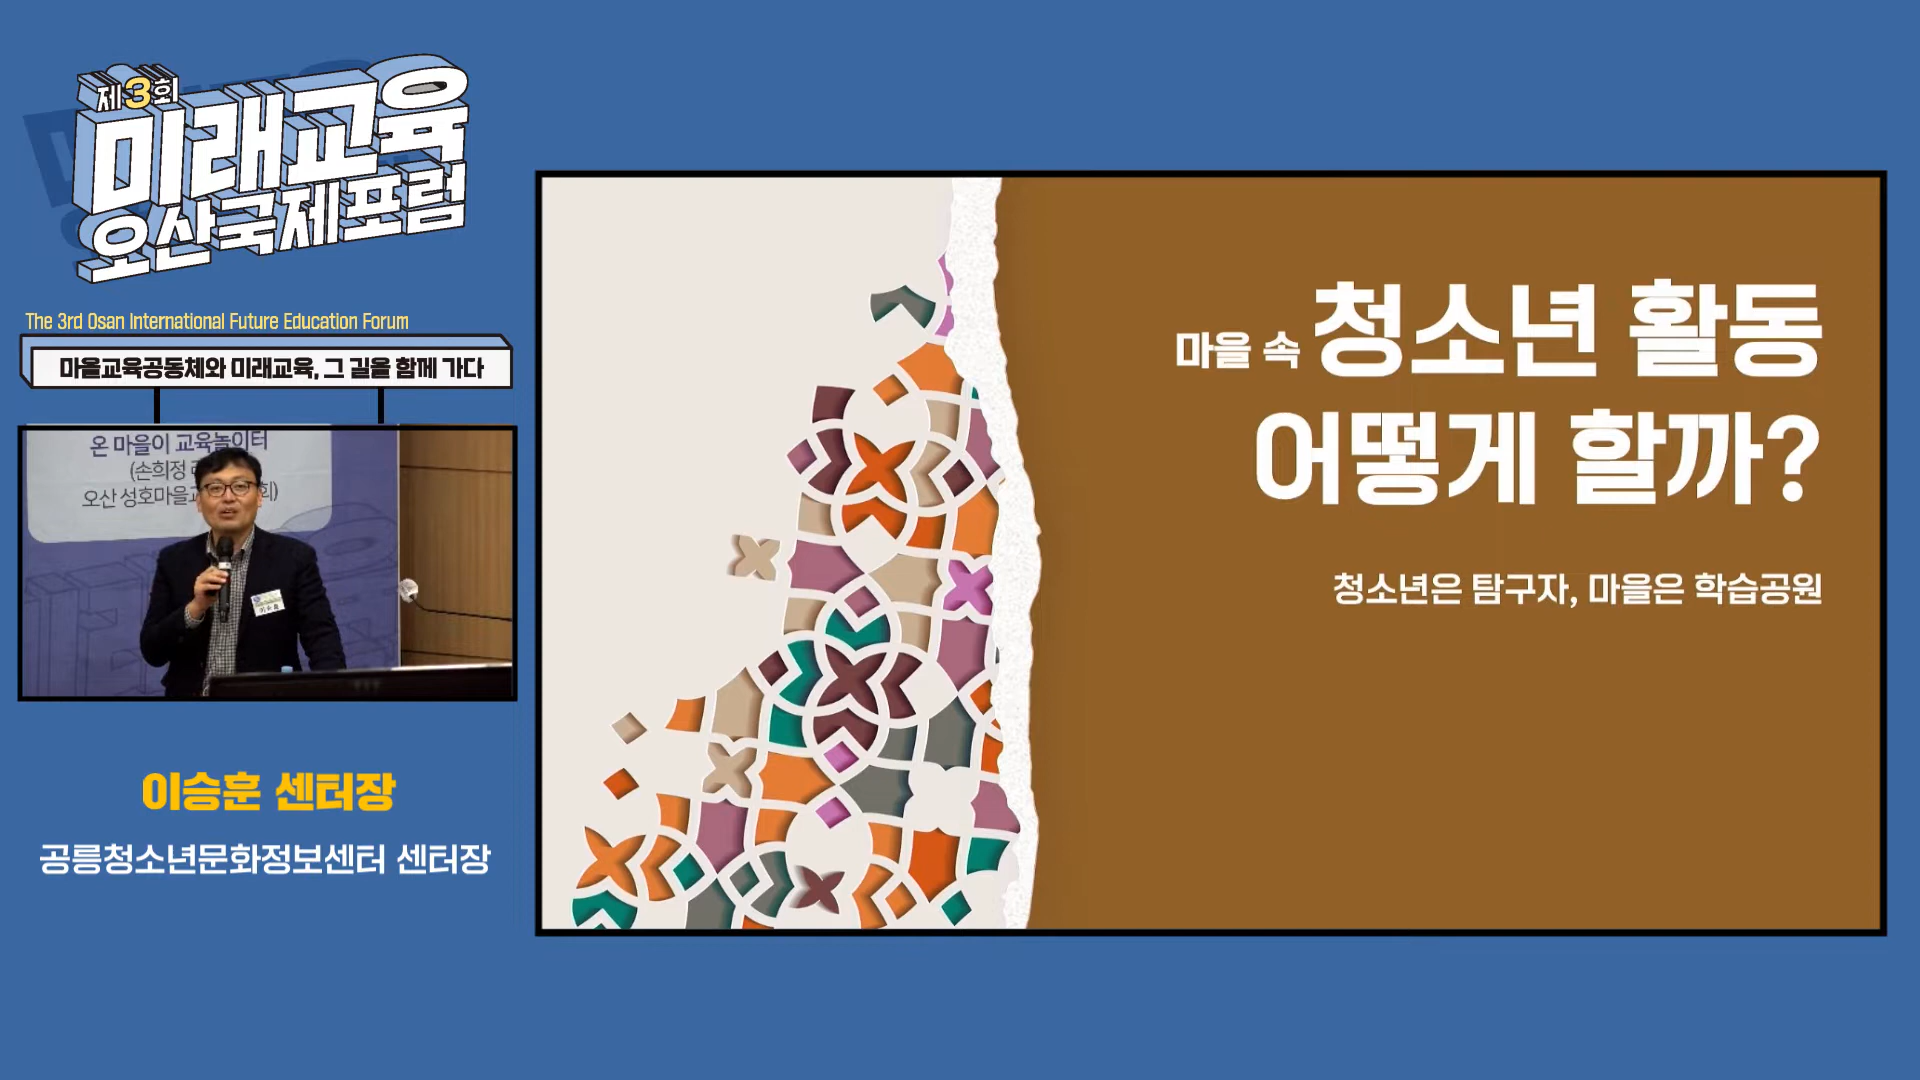 제3회
미래교육
오산국제포럼
The 3rd Osan International Future Education Forum
마을교육공동체와 미래교육, 그 길을 함께 가다
온 마을이 교육놀이터
(손희정
오산 성호마을 회)
이승훈 센터장
공릉청소년문화정보센터 센터장
마을 속 청소년 활동
어떻게 할까?
청소년은 탐구자, 마을은 학습공원